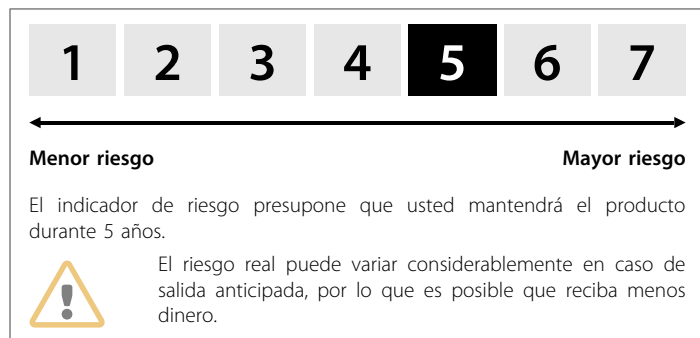 1 2 3 4 5 6 7
Menor riesgo Mayor riesgo
El indicador de riesgo presupone que usted mantendrá el producto
durante 5 años.
El riesgo real puede variar considerablemente en caso de
salida anticipada, por lo que es posible que reciba menos
dinero.